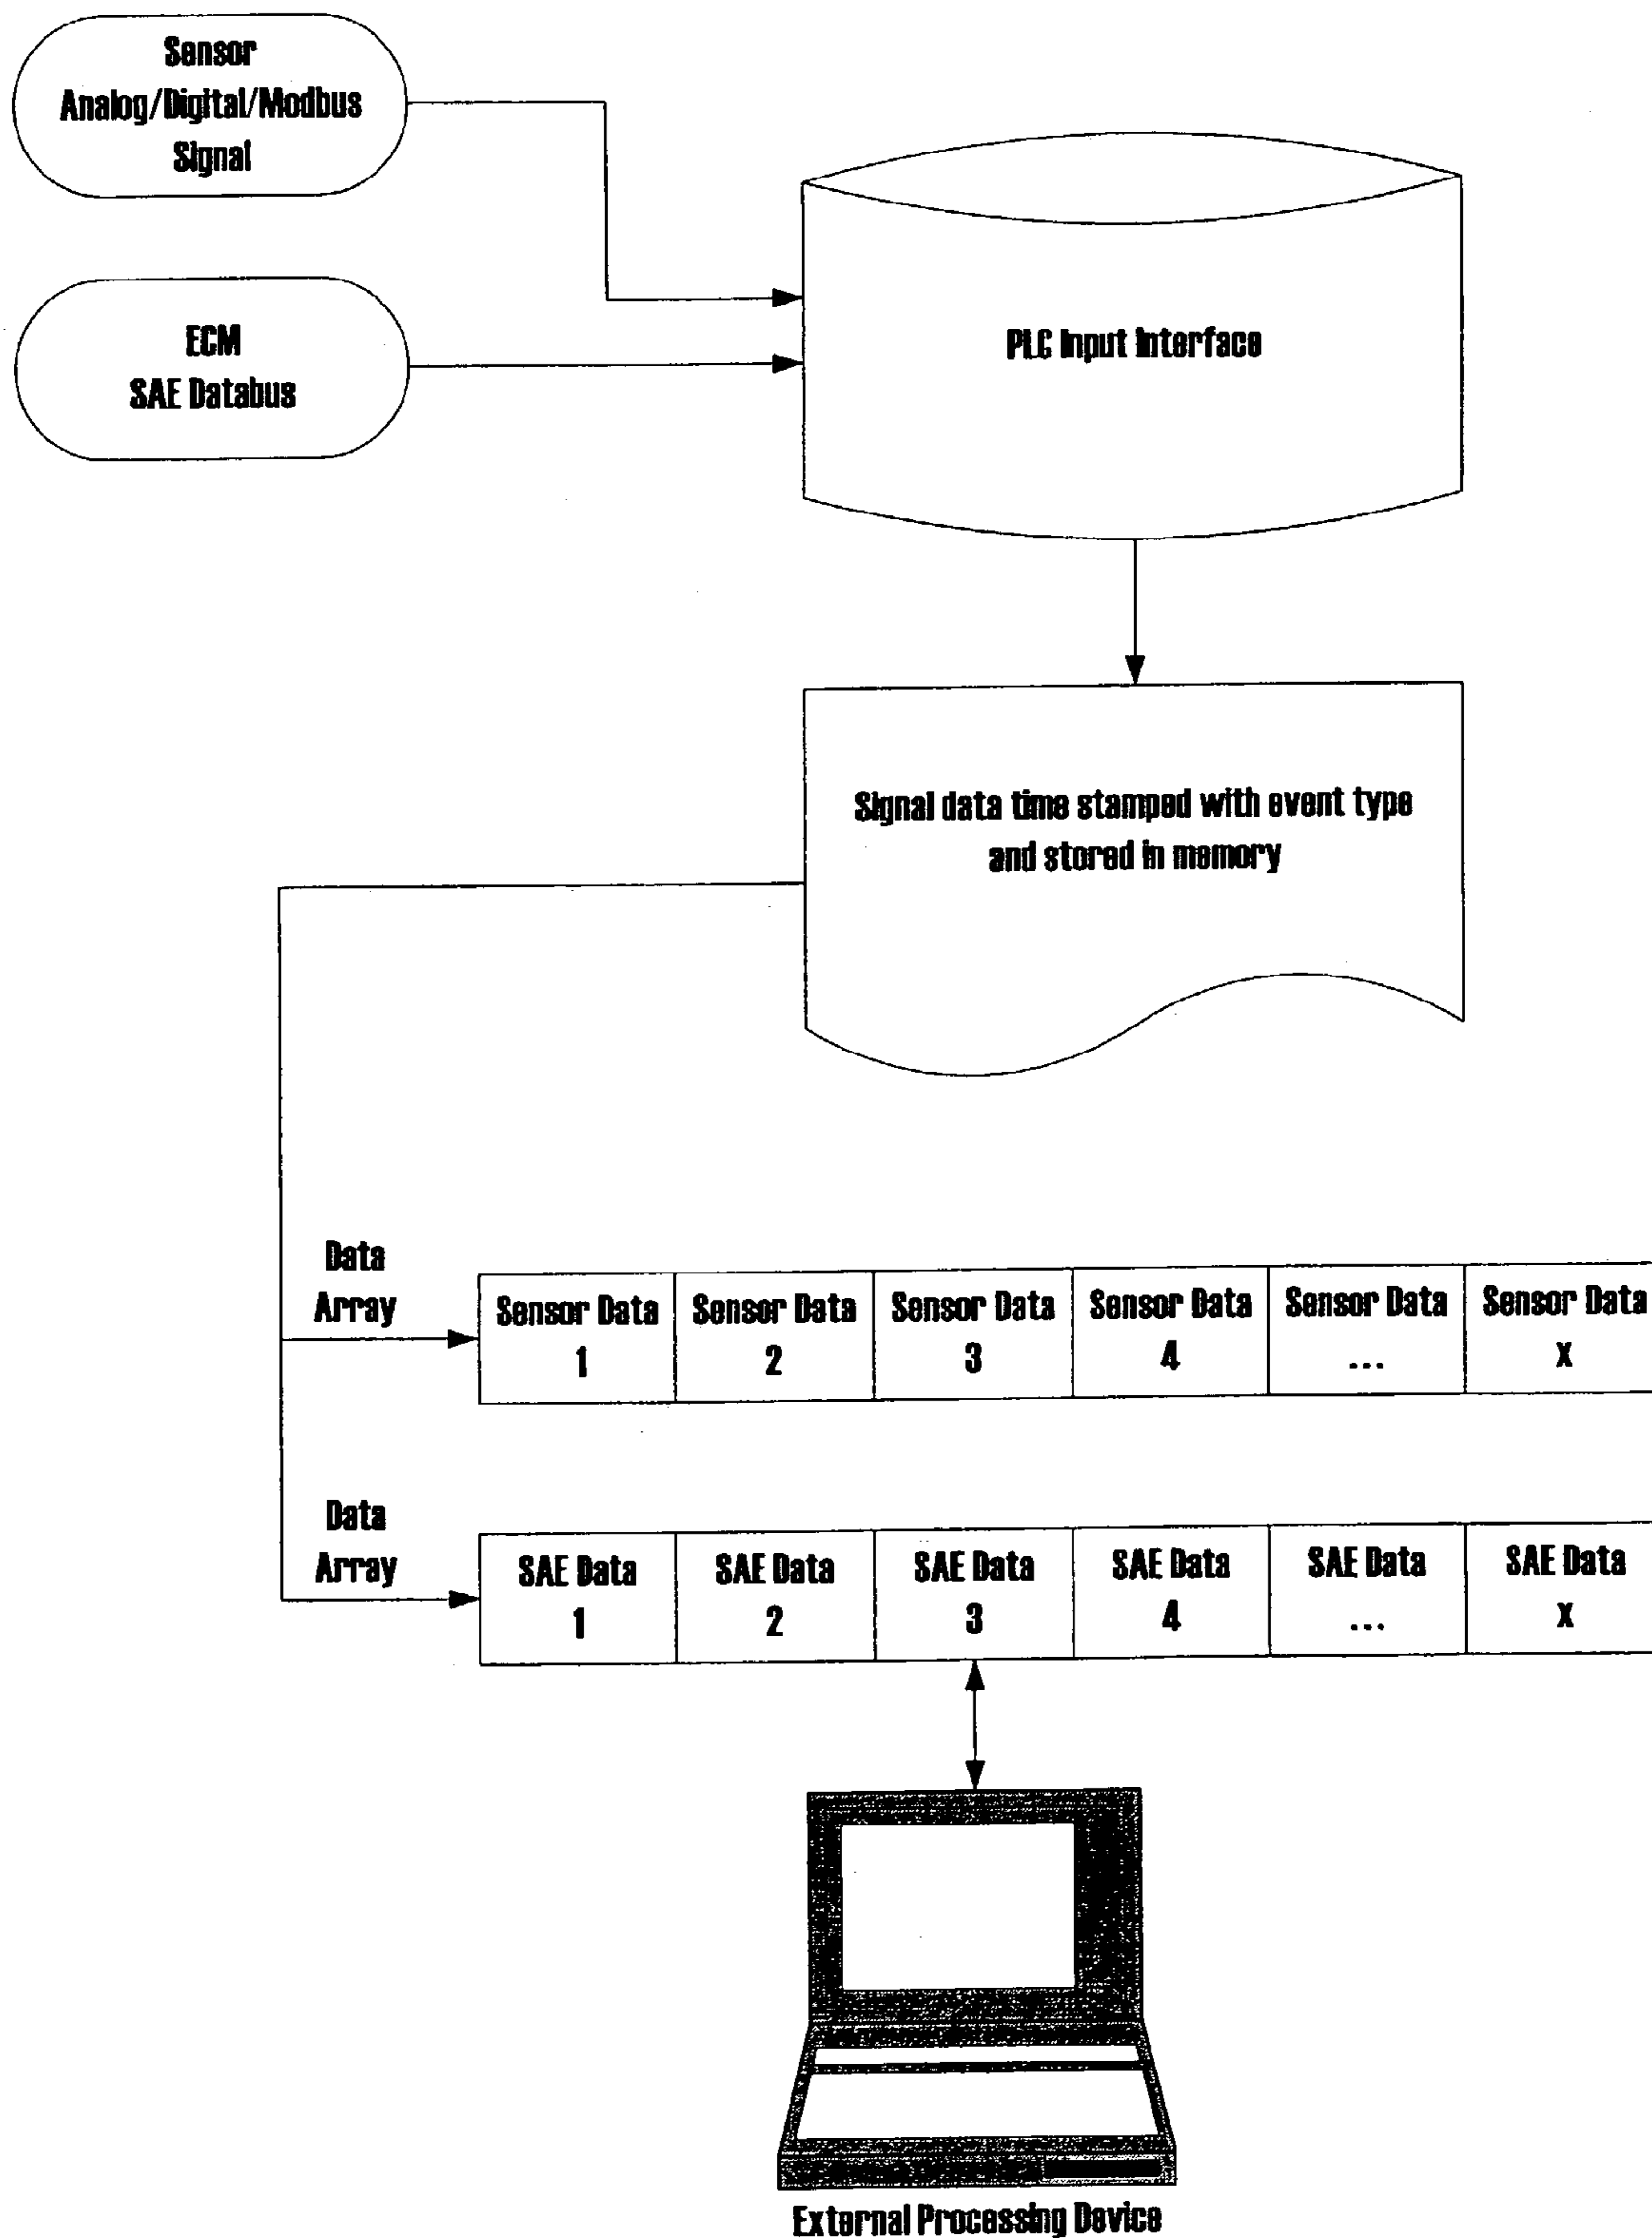 Sensor
Analog/Digital/Modbus
Signal
ECM
SAE Databus
PLC Input Interface
Signal data time stamped with event type
and stored in memory
Data
Array
Sensor Data
1
Sensor Data
2
Sensor Data
3
Sensor Data
4
Sensor Data
...
Sensor Data
x
Data
Array
SAE Data
1
SAE Data
2
SAE Data
3
SAE Data
4
SAE Data
...
SAE Data
x
External Processing Device